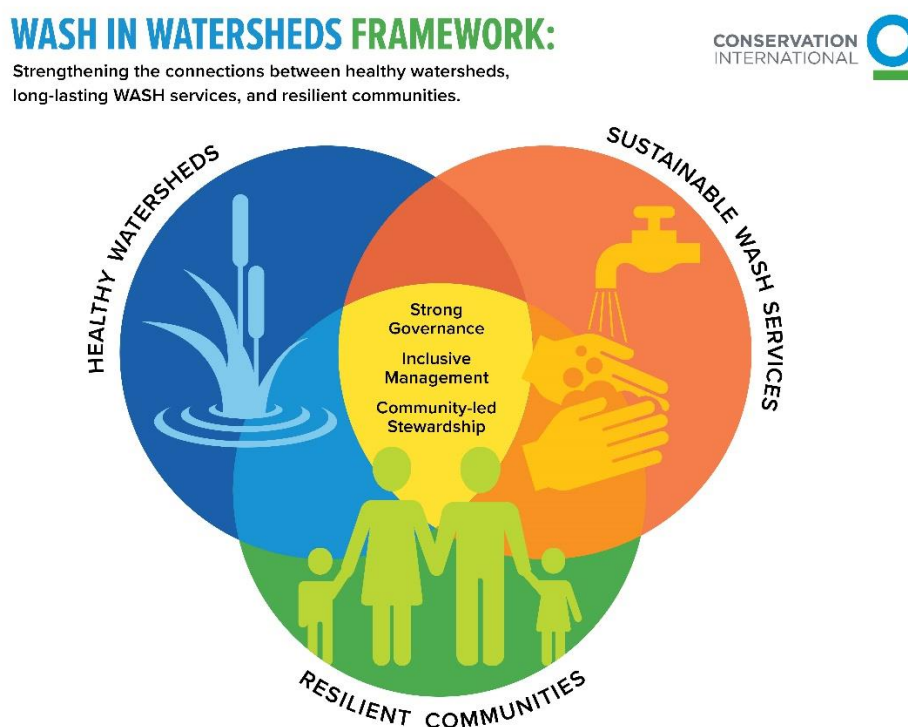 WASH IN WATERSHEDS FRAMEWORK:
Strengthening the connections between healthy watersheds,
long-lasting WASH services, and resilient communities.
CONSERVATION
INTERNATIONAL
HEALTHY WATERSHEDS
SUSTAINABLE WASH SERVICES
Strong
Governance
Inclusive
Management
Community-led
Stewardship
RESILIENT COMMUNITIES